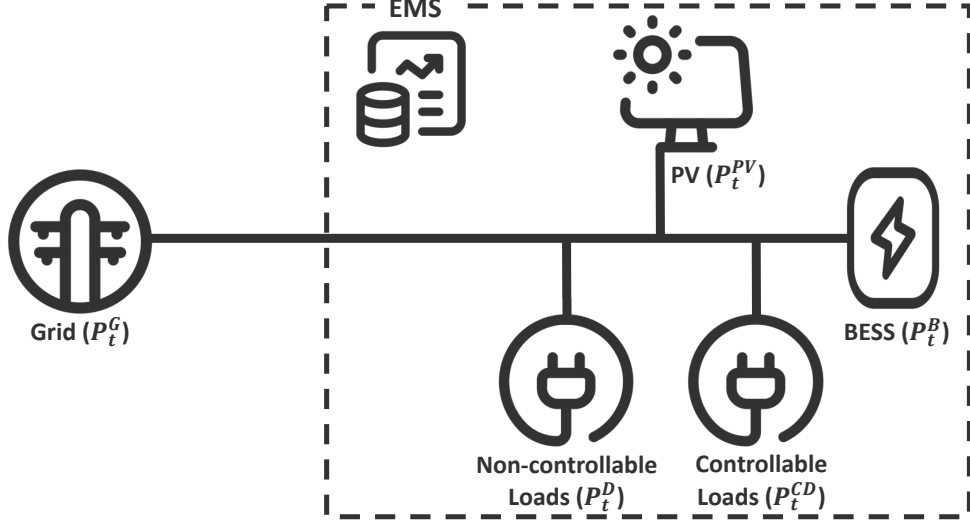 EMS
PV ($P_t^{PV}$)
Grid ($P_t^G$)
BESS ($P_t^B$)
Non-controllable
Loads ($P_t^D$)
Controllable
Loads ($P_t^{CD}$)